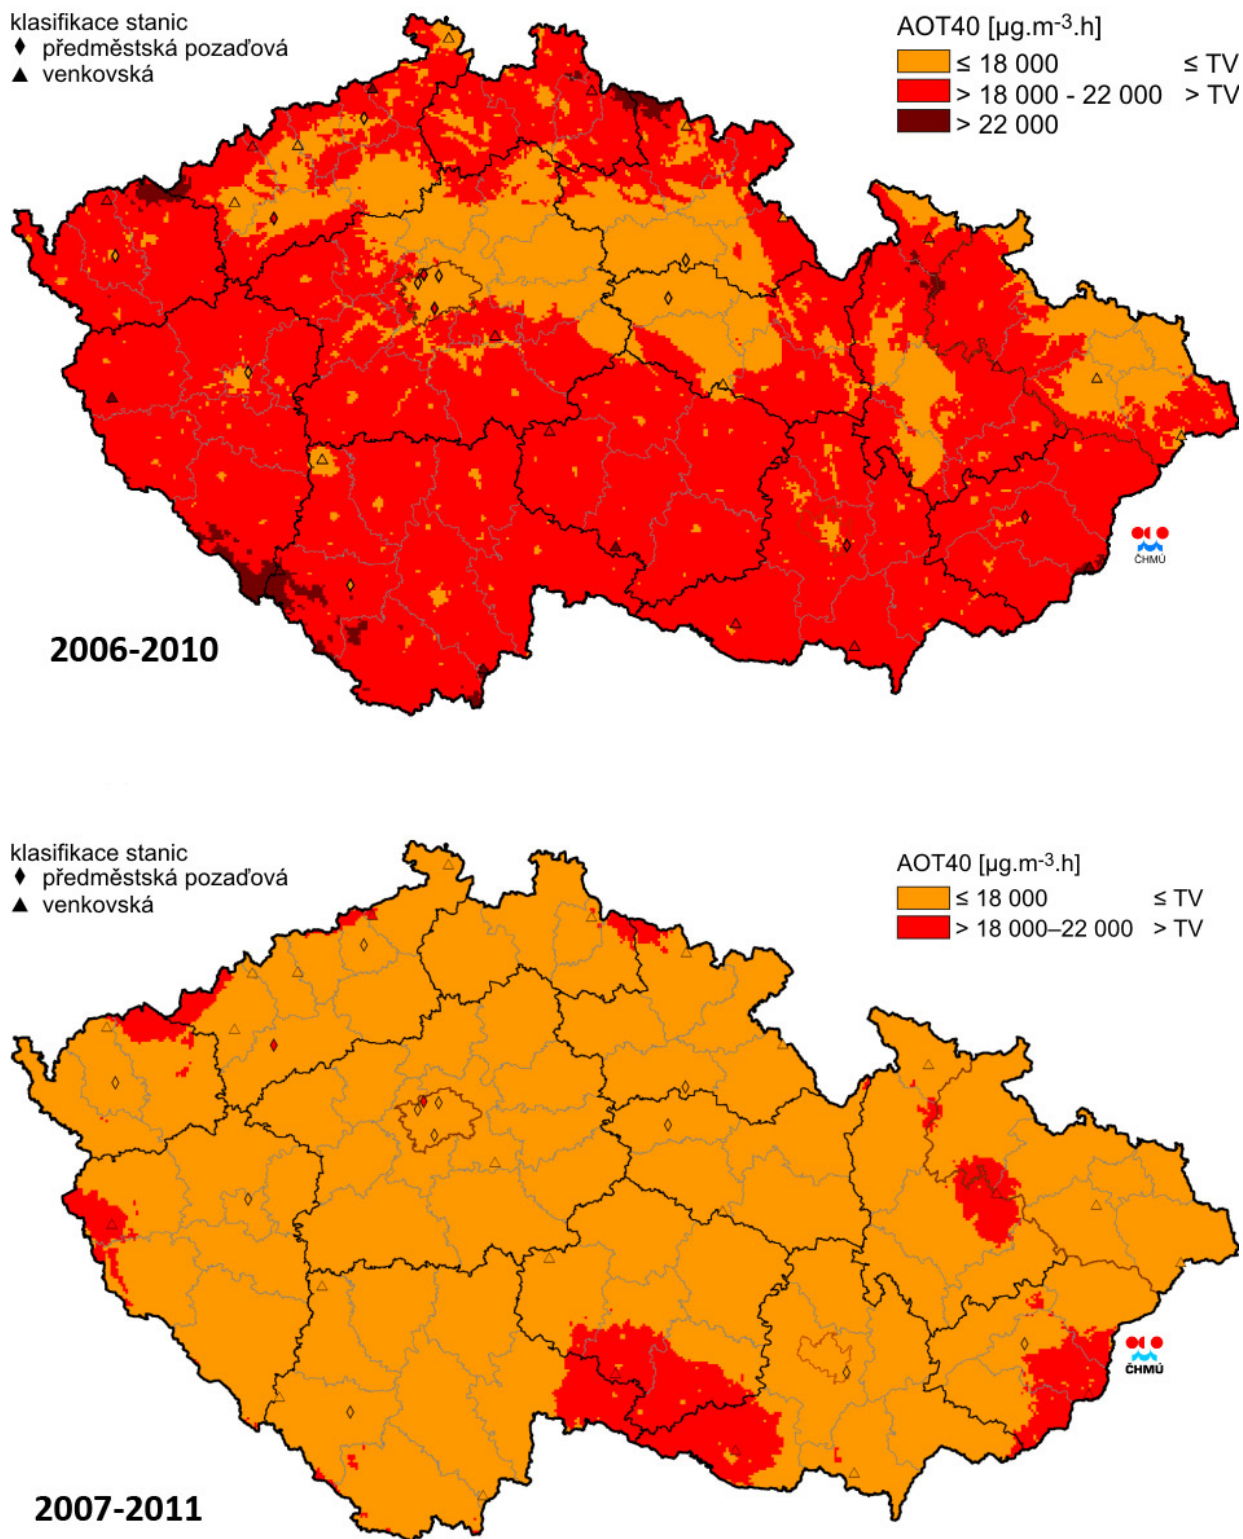 klasifikace stanic
♦ předměstská pozaďová
▲ venkovská
AOT40 [µg.m-3.h]
≤ 18 000 ≤ TV
> 18 000 - 22 000 > TV
> 22 000
ČHMÚ
2006-2010
klasifikace stanic
♦ předměstská pozaďová
▲ venkovská
AOT40 [µg.m-3.h]
≤ 18 000 ≤ TV
> 18 000–22 000 > TV
ČHMÚ
2007-2011